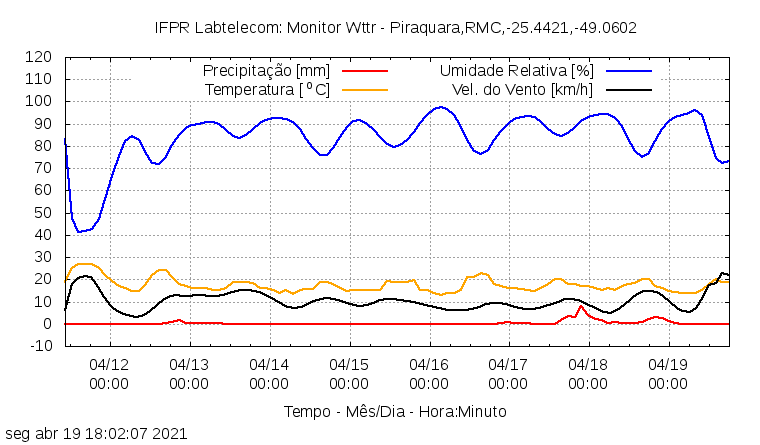 IFPR Labtelecom: Monitor Wttr - Piraquara,RMC,-25.4421,-49.0602
120
110
100
90
80
70
60
50
40
30
20
10
0
-10
Precipitação [mm]
Temperatura [ ⁰C]
Umidade Relativa [%]
Vel. do Vento [km/h]
04/12 04/13 04/14 04/15 04/16 04/17 04/18 04/19
00:00 00:00 00:00 00:00 00:00 00:00 00:00 00:00
Tempo - Mês/Dia - Hora:Minuto
seg abr 19 18:02:07 2021